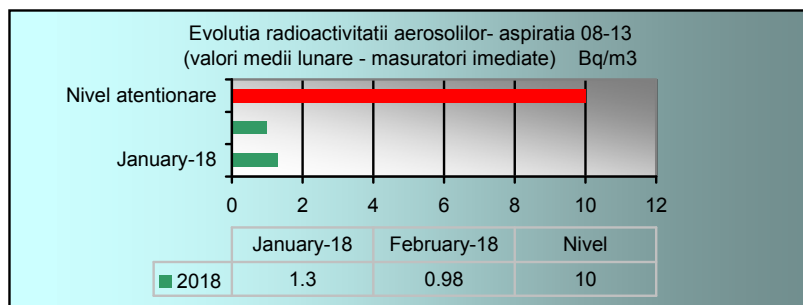 Evolutia radioactivitatii aerosolilor- aspiratia 08-13
(valori medii lunare - masuratori imediate) Bq/m3
Nivel atentionare
January-18
0 2 4 6 8 10 12
January-18 February-18 Nivel
2018 1.3 0.98 10